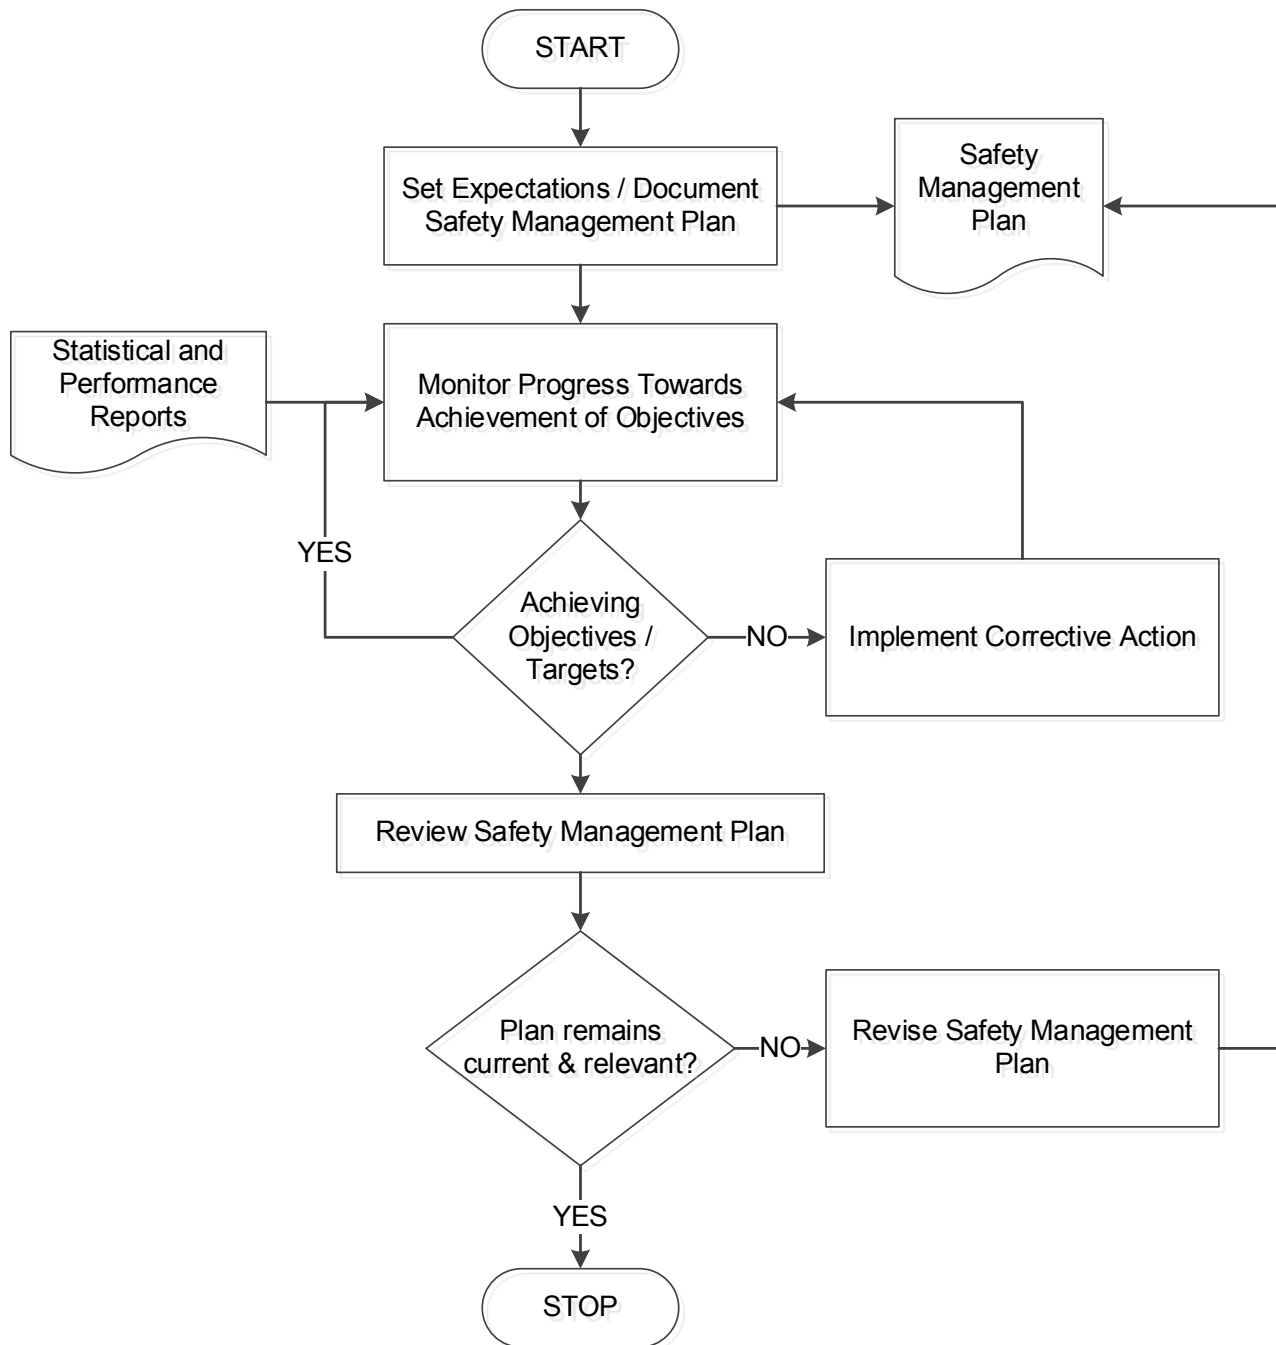 START
Set Expectations / Document
Safety Management Plan
Safety
Management
Plan
Statistical and
Performance
Reports
Monitor Progress Towards
Achievement of Objectives
YES
Achieving
Objectives /
Targets?
NO
Implement Corrective Action
Review Safety Management Plan
Plan remains
current & relevant?
NO
Revise Safety Management
Plan
YES
STOP